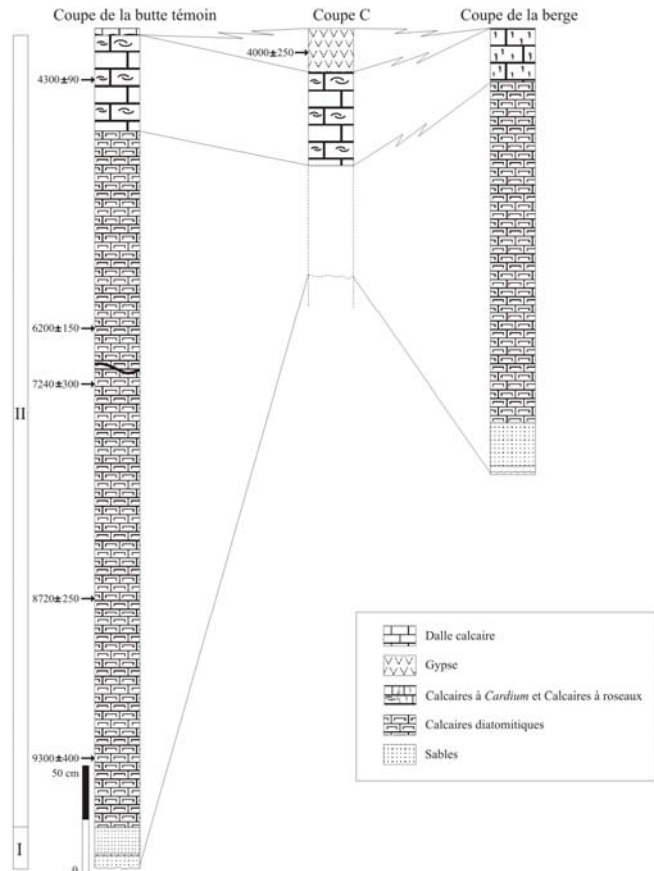 Coupe de la butte témoin
Coupe C
Coupe de la berge
4000±250
4300±90
6200±150
7240±300
II
8720±250
9300±400
50 cm
I
0
Dalle calcaire
Gypse
Calcaires à Cardium et Calcaires à roseaux
Calcaires diatomitiques
Sables